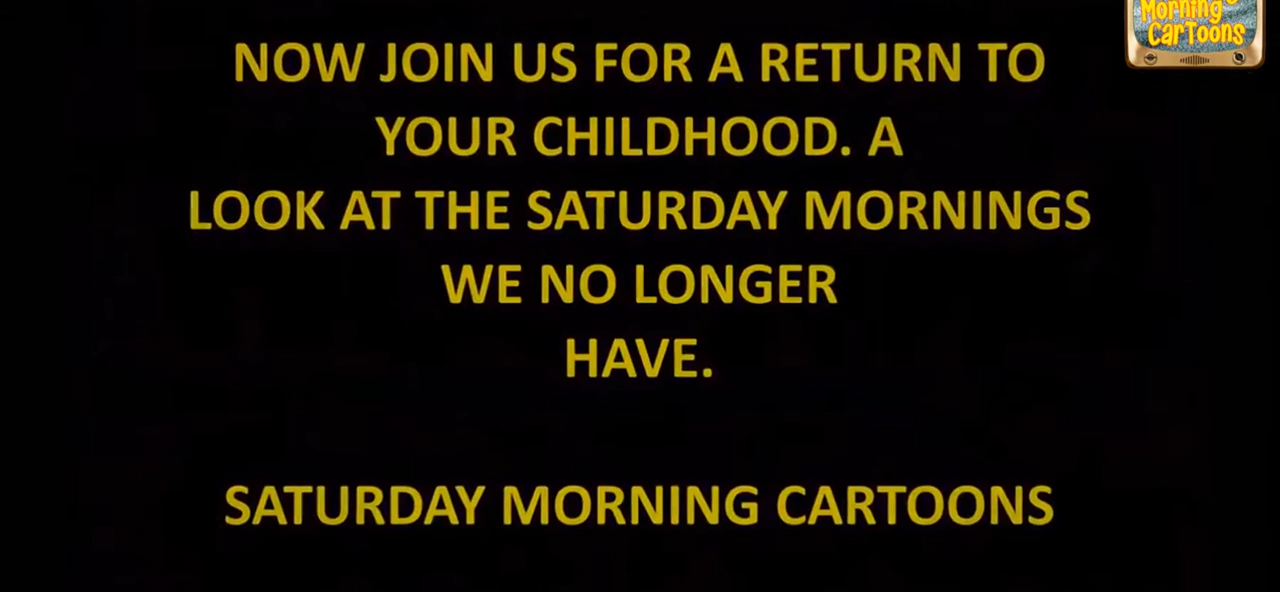 Morning
CarToons
NOW JOIN US FOR A RETURN TO
YOUR CHILDHOOD. A
LOOK AT THE SATURDAY MORNINGS
WE NO LONGER
HAVE.
SATURDAY MORNING CARTOONS